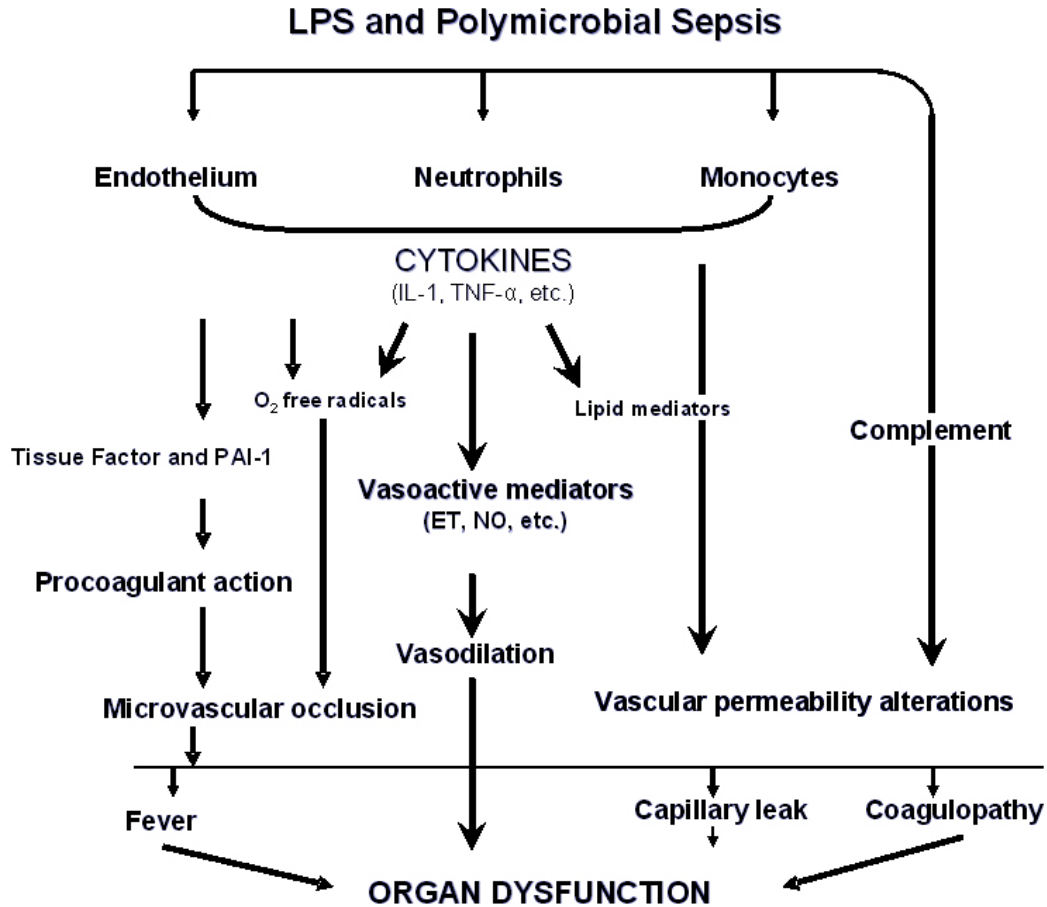 LPS and Polymicrobial Sepsis
Endothelium
Neutrophils
Monocytes
CYTOKINES
(IL-1, TNF-α, etc.)
O₂ free radicals
Lipid mediators
Complement
Tissue Factor and PAI-1
Vasoactive mediators
(ET, NO, etc.)
Procoagulant action
Vasodilation
Microvascular occlusion
Vascular permeability alterations
Fever
Capillary leak
Coagulopathy
ORGAN DYSFUNCTION